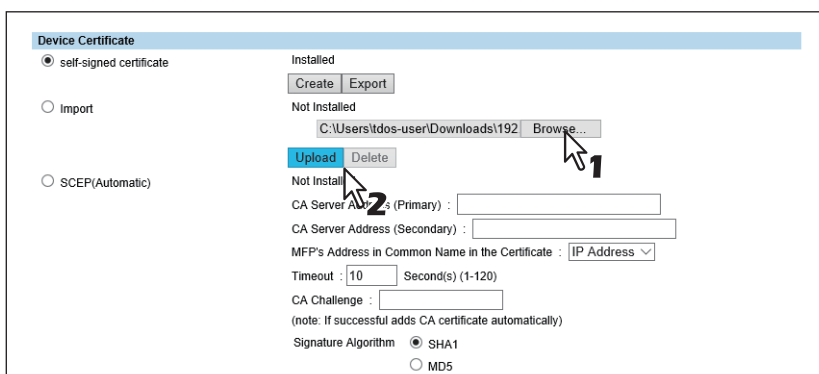 Device Certificate
self-signed certificate Installed
Create Export
Import Not Installed
C:\Users\tdos-user\Downloads\192 Browse...
1
Upload Delete
SCEP(Automatic) Not Install
2
CA Server (Primary) :
CA Server Address (Secondary) :
MFP's Address in Common Name in the Certificate : IP Address
Timeout : 10 Second(s) (1-120)
CA Challenge :
(note: If successful adds CA certificate automatically)
Signature Algorithm SHA1
MD5